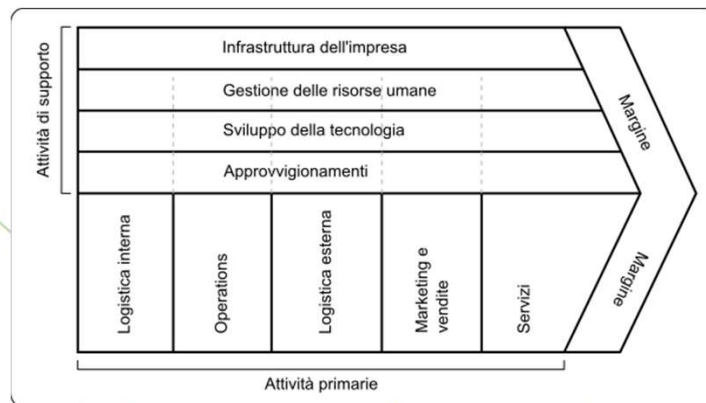 Attività di supporto
Infrastruttura dell'impresa
Gestione delle risorse umane
Sviluppo della tecnologia
Approvvigionamenti
Margine
Logistica interna
Operations
Logistica esterna
Marketing e
vendite
Servizi
Margine
Attività primarie